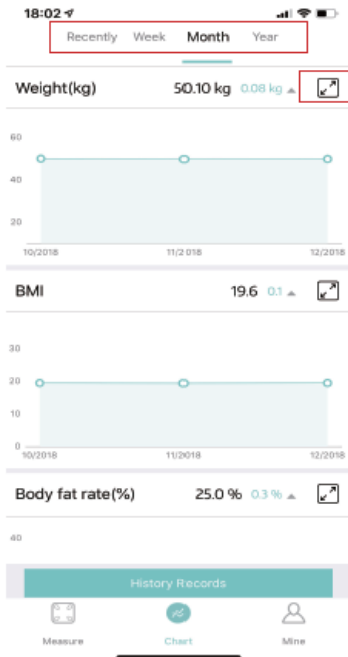 18:02
Recently Week Month Year
Weight(kg) 50.10 kg 0.08 kg
60
40
20
10/2018 11/2018 12/2018
BMI 19.6 0.1
30
20
10
0
10/2018 11/2018 12/2018
Body fat rate(%) 25.0 % 0.3 %
40
History Records
Measure Chart Mine